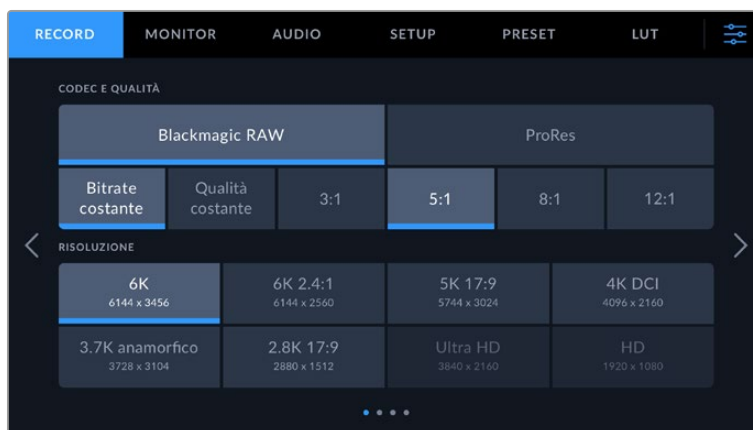 RECORD MONITOR AUDIO SETUP PRESET LUT
CODEC E QUALITÀ
Blackmagic RAW ProRes
Bitrate costante Qualità costante 3:1 5:1 8:1 12:1
RISOLUZIONE
6K 6K 2.4:1 5K 17:9 4K DCI
6144 x 3456 6144 x 2560 5744 x 3024 4096 x 2160
3.7K anamorfico 2.8K 17:9 Ultra HD HD
3728 x 3104 2880 x 1512 3840 x 2160 1920 x 1080